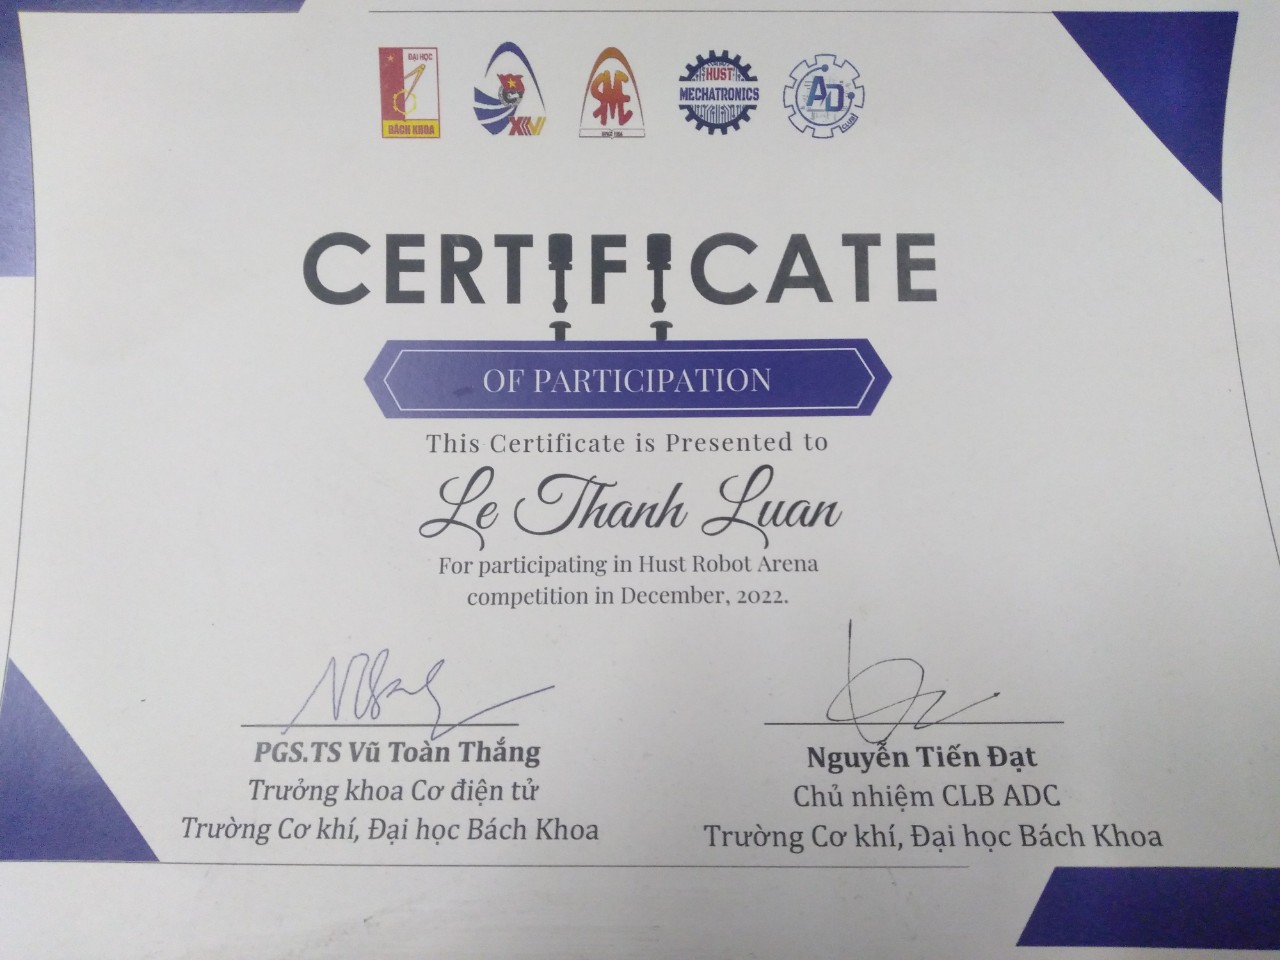 ĐẠI HỌC
BÁCH KHOA
XIV
SME
HUST
MECHATRONICS
AD
CLUB
CERTIFICATE
OF PARTICIPATION
This Certificate is Presented to
Le Thanh Luan
For participating in Hust Robot Arena
competition in December, 2022.
PGS.TS Vũ Toàn Thắng
Trưởng khoa Cơ điện tử
Trường Cơ khí, Đại học Bách Khoa
Nguyễn Tiến Đạt
Chủ nhiệm CLB ADC
Trường Cơ khí, Đại học Bách Khoa